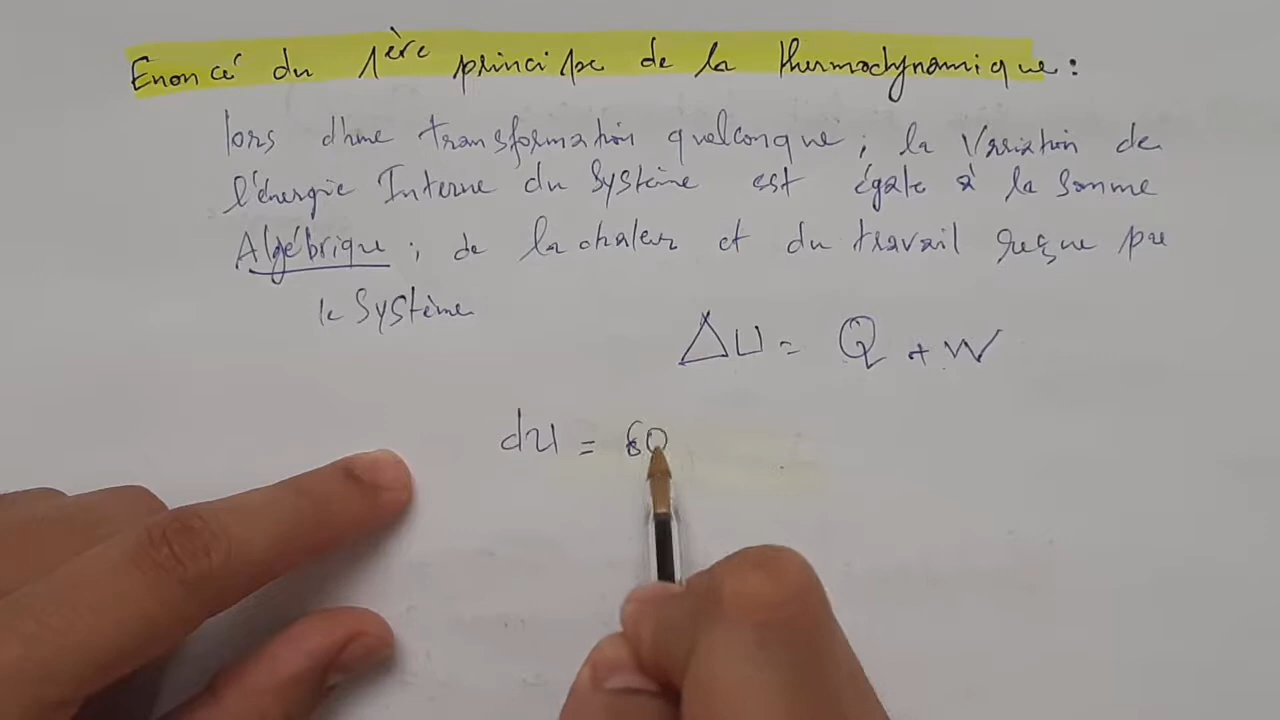 Enoncé du 1ère principe de la thermodynamique :
lors d'une transformation quelconque ; la Variation de
l'énergie Interne du Système est égale à la somme
Algébrique ; de la chaleur et du travail reçue par
le Système
ΔU = Q + W
dU = δQ